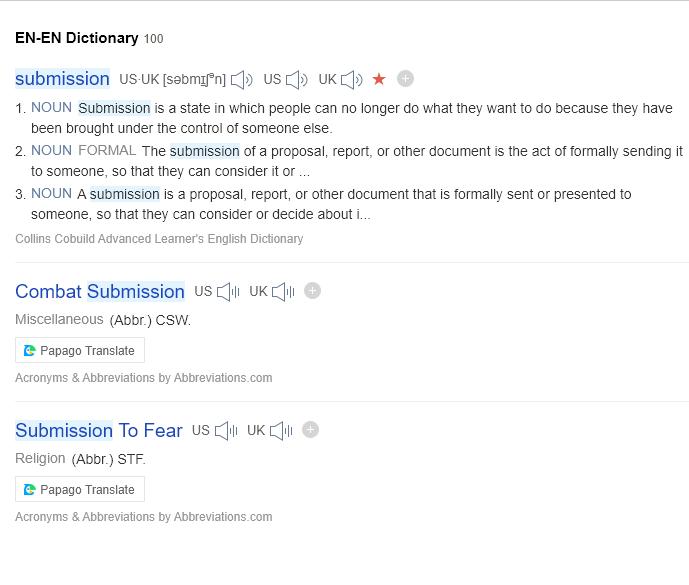 EN-EN Dictionary 100
submission US·UK [səbmɪʃᵊn] US UK
1. NOUN Submission is a state in which people can no longer do what they want to do because they have
been brought under the control of someone else.
2. NOUN FORMAL The submission of a proposal, report, or other document is the act of formally sending it
to someone, so that they can consider it or ...
3. NOUN A submission is a proposal, report, or other document that is formally sent or presented to
someone, so that they can consider or decide about i...
Collins Cobuild Advanced Learner's English Dictionary
Combat Submission US UK
Miscellaneous (Abbr.) CSW.
Papago Translate
Acronyms & Abbreviations by Abbreviations.com
Submission To Fear US UK
Religion (Abbr.) STF.
Papago Translate
Acronyms & Abbreviations by Abbreviations.com